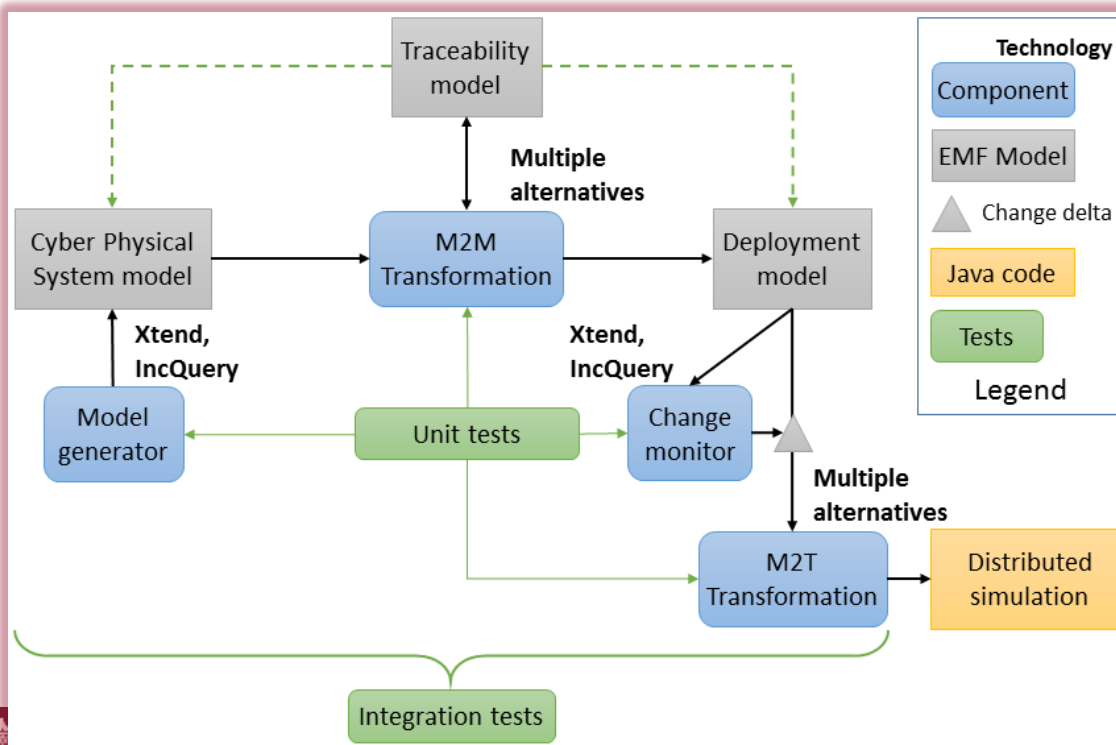 Traceability
model
Technology
Component
EMF Model
Change delta
Java code
Tests
Legend
Multiple
alternatives
Cyber Physical
System model
M2M
Transformation
Deployment
model
Xtend,
IncQuery
Xtend,
IncQuery
Model
generator
Unit tests
Change
monitor
Multiple
alternatives
M2T
Transformation
Distributed
simulation
Integration tests